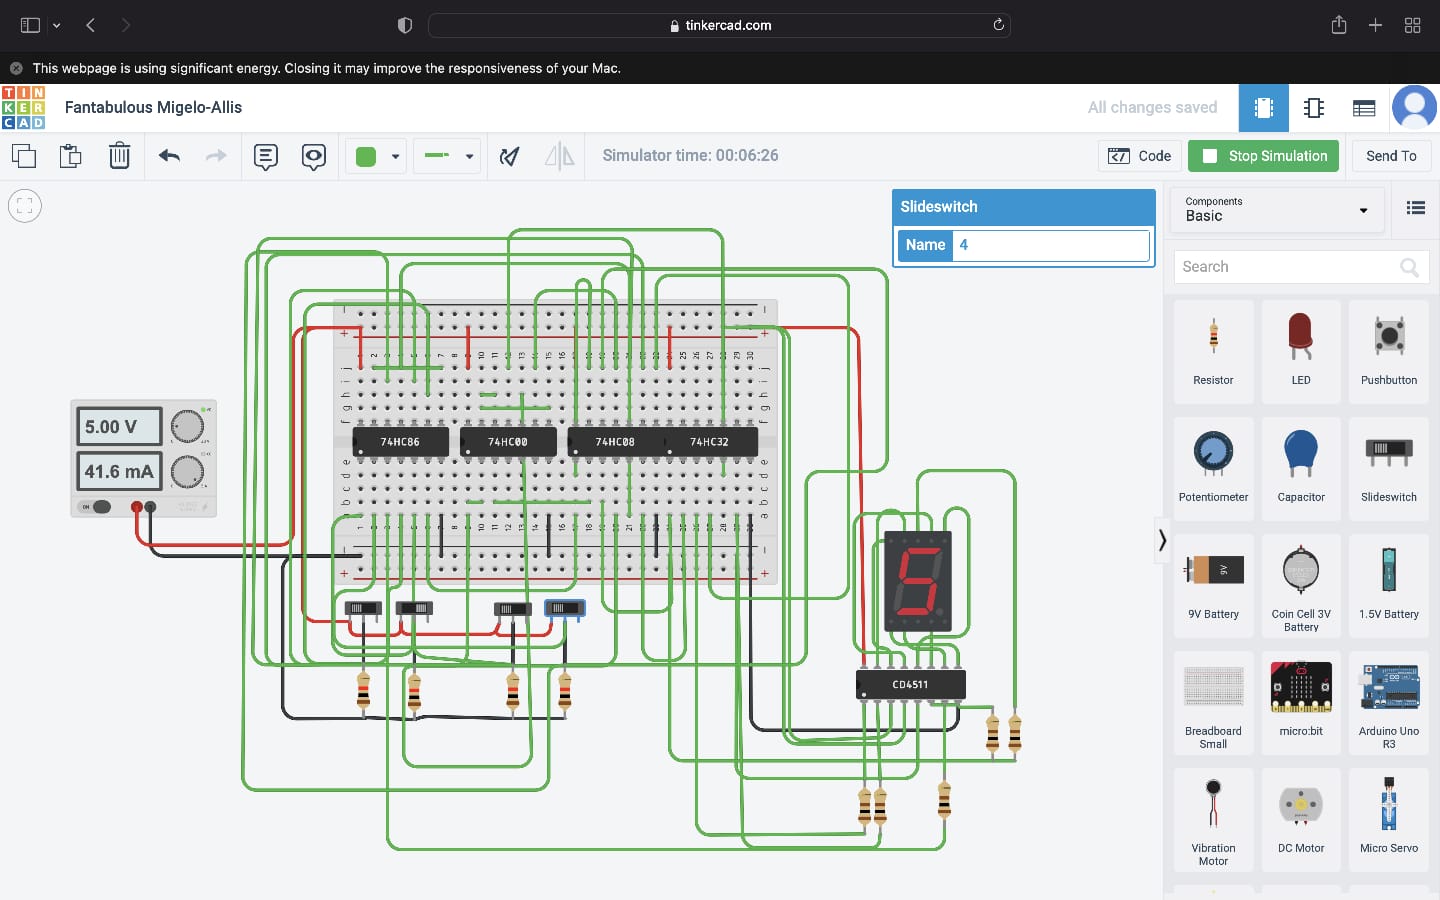 tinkercad.com
This webpage is using significant energy. Closing it may improve the responsiveness of your Mac.
TIN
KER
CAD
Fantabulous Migelo-Allis
All changes saved
Simulator time: 00:06:26
Code
Stop Simulation
Send To
Slideswitch
Name 4
Components
Basic
Search
Resistor
LED
Pushbutton
Potentiometer
Capacitor
Slideswitch
9V
9V Battery
Coin Cell 3V
Battery
1.5V Battery
Breadboard
Small
micro:bit
Arduino Uno
R3
Vibration
Motor
DC Motor
Micro Servo
5.00 V
41.6 mA
74HC86
74HC00
74HC08
74HC32
5
CD4511